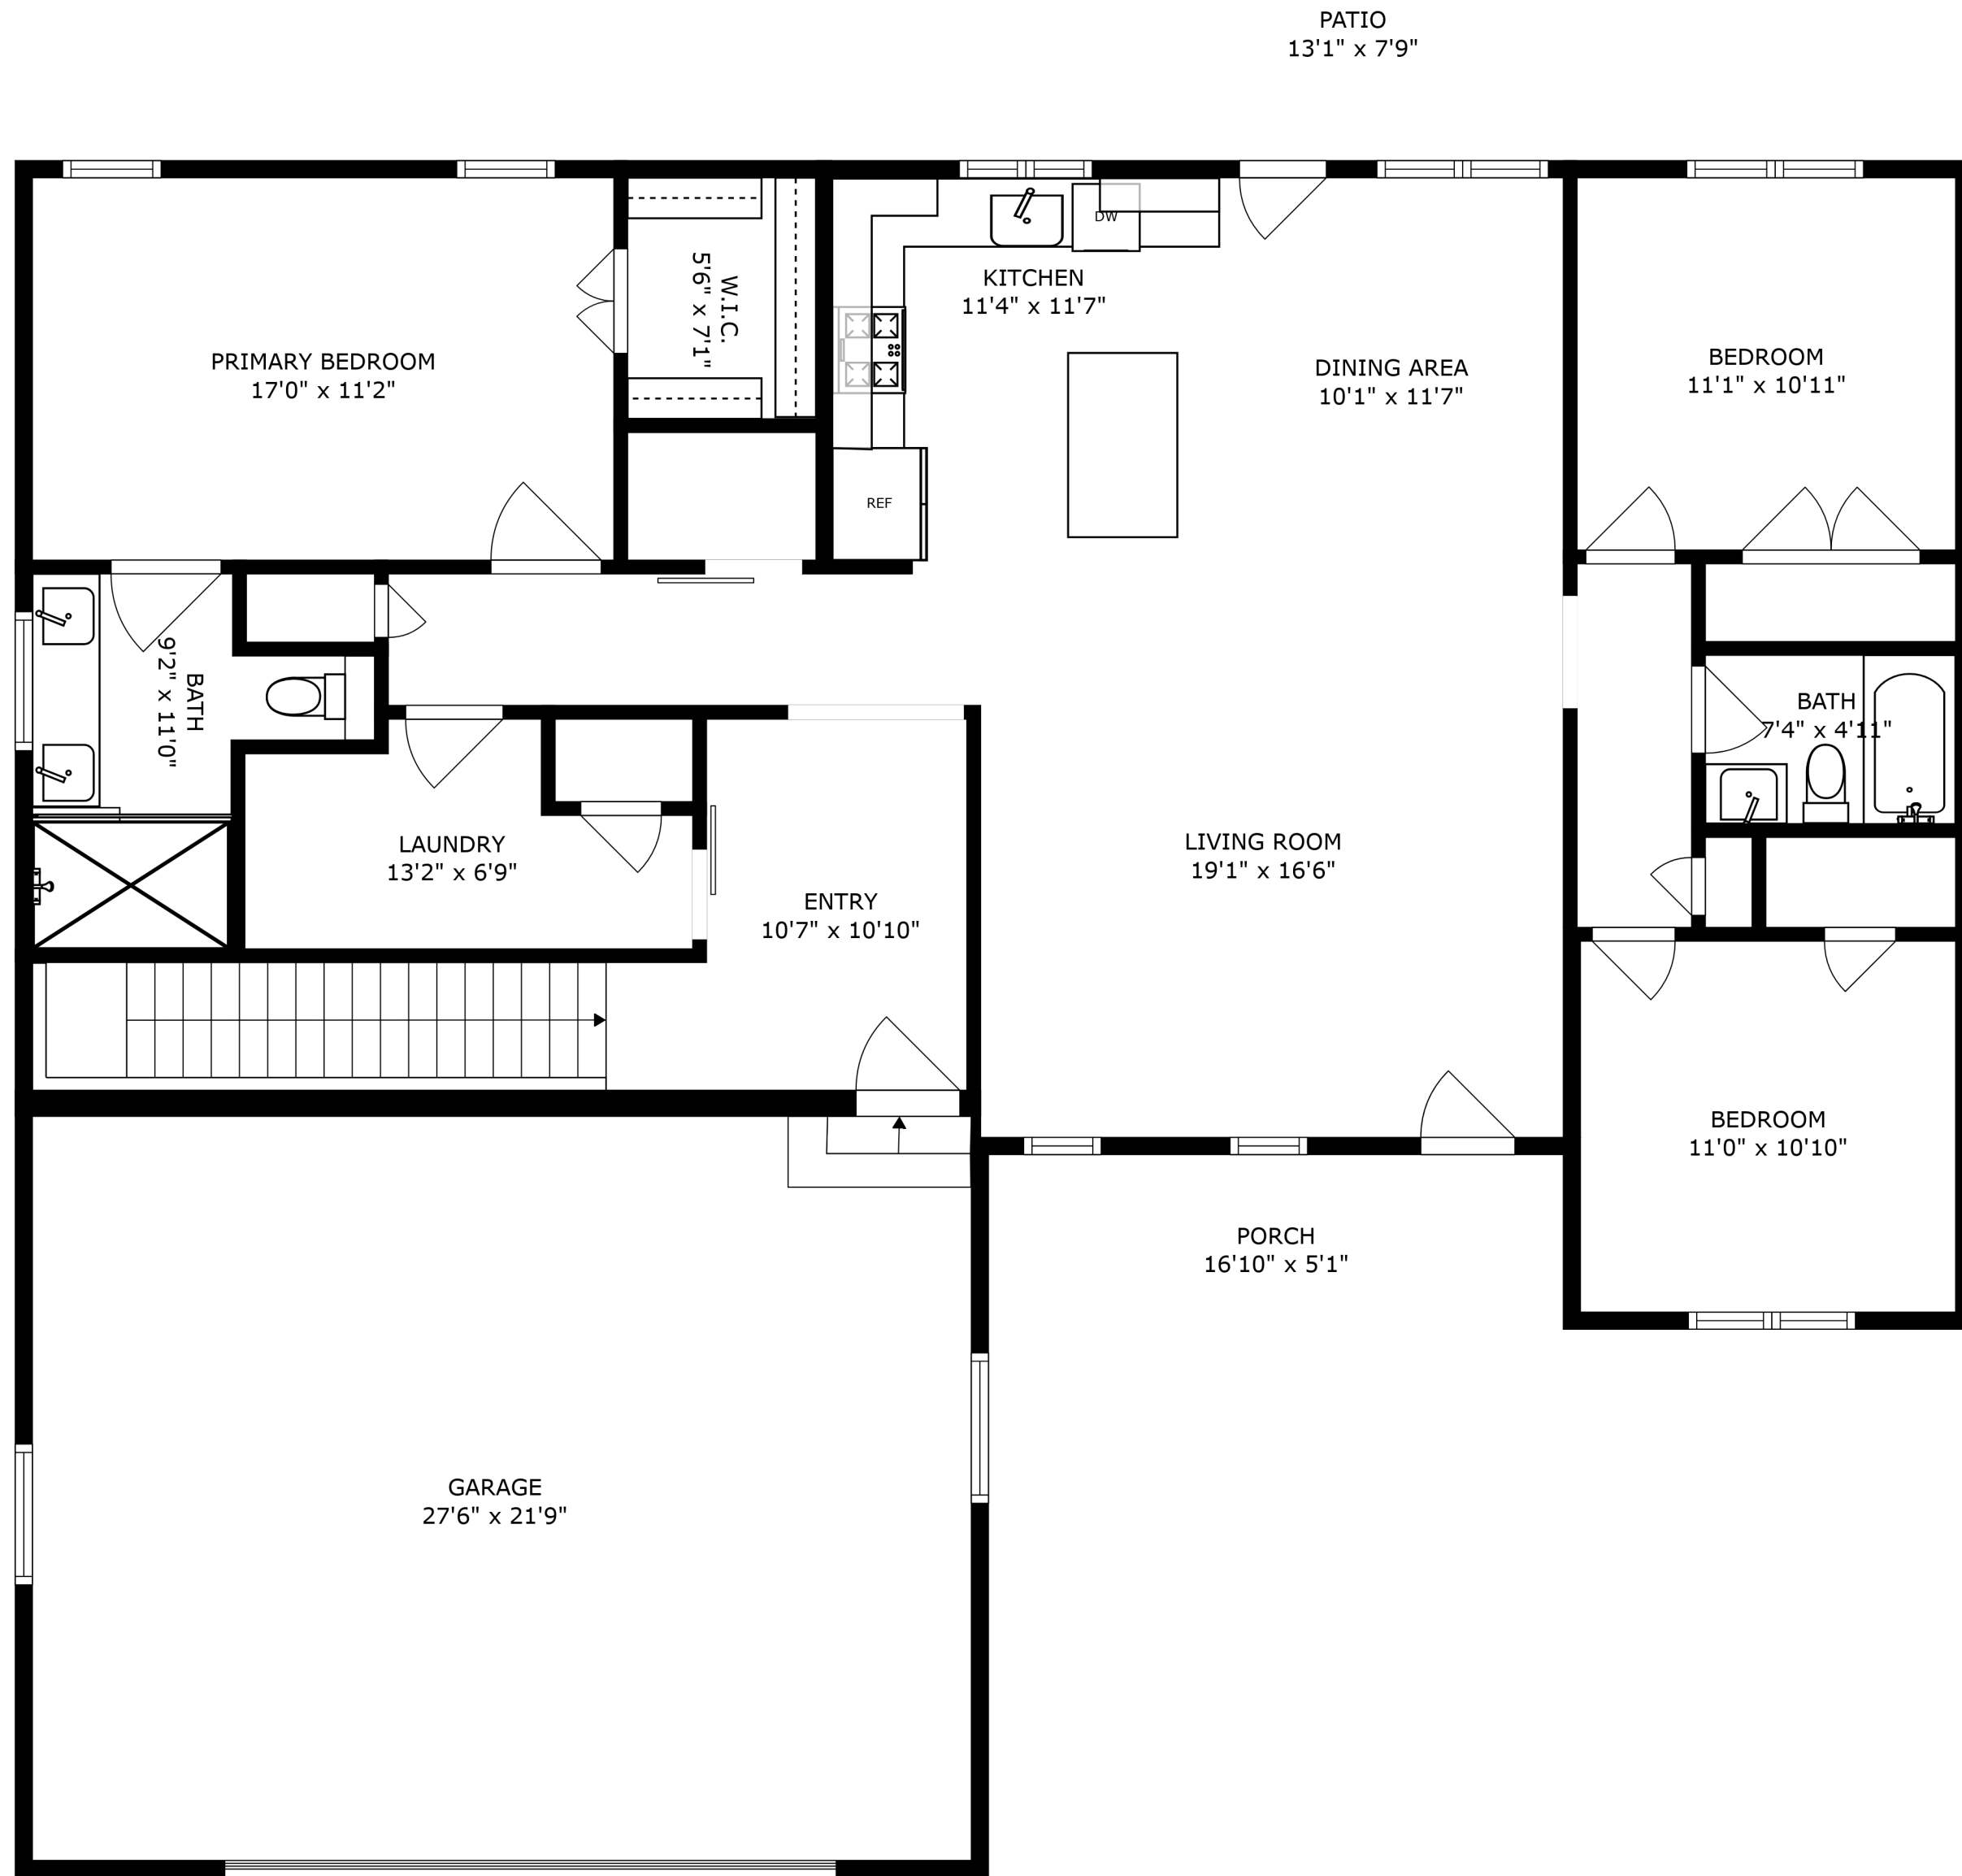 PATIO
13'1" x 7'9"
DW
KITCHEN
11'4" x 11'7"
W.I.C.
5'6" x 7'1"
PRIMARY BEDROOM
17'0" x 11'2"
DINING AREA
10'1" x 11'7"
BEDROOM
11'1" x 10'11"
REF
BATH
9'2" x 11'0"
BATH
7'4" x 4'11"
LAUNDRY
13'2" x 6'9"
LIVING ROOM
19'1" x 16'6"
ENTRY
10'7" x 10'10"
BEDROOM
11'0" x 10'10"
PORCH
16'10" x 5'1"
GARAGE
27'6" x 21'9"